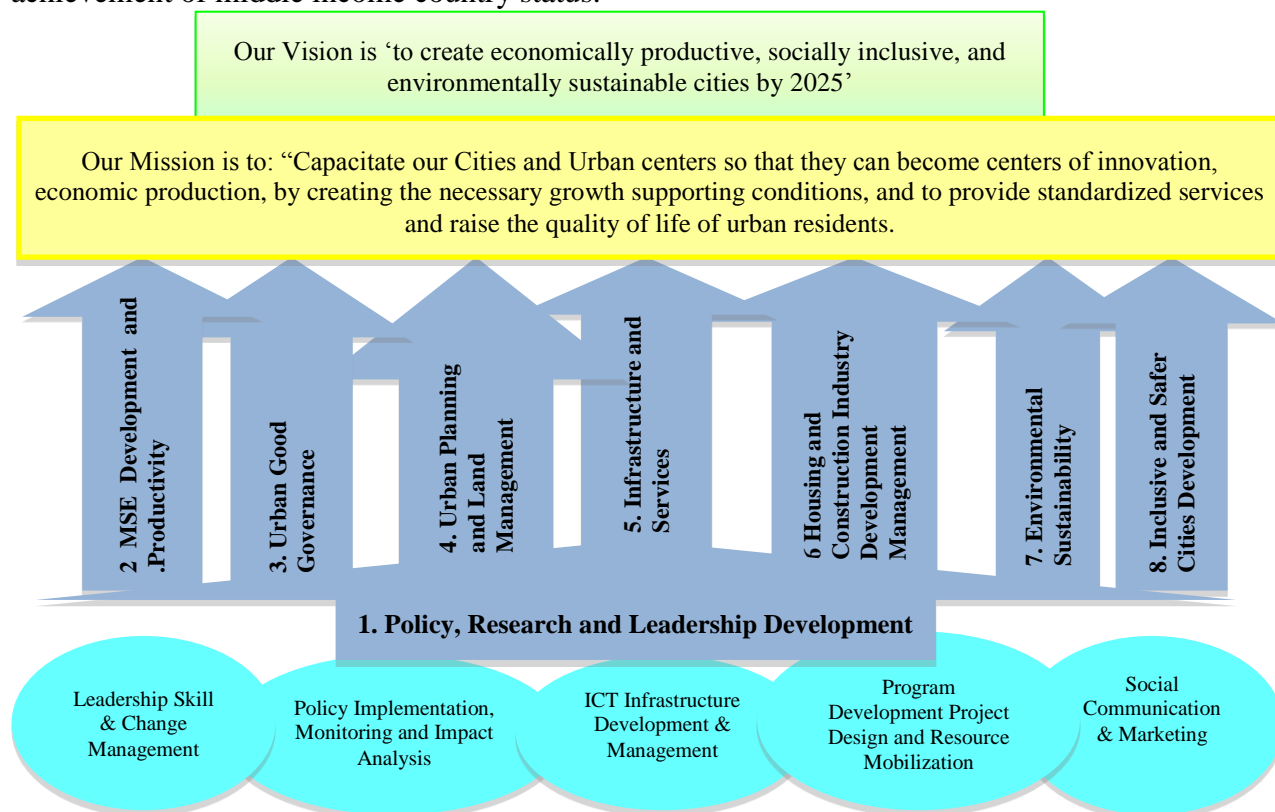 achievement of middle income country status.
Our Vision is ‘to create economically productive, socially inclusive, and
environmentally sustainable cities by 2025’
Our Mission is to: “Capacitate our Cities and Urban centers so that they can become centers of innovation,
economic production, by creating the necessary growth supporting conditions, and to provide standardized services
and raise the quality of life of urban residents.
2 MSE Development and
.Productivity
3. Urban Good
Governance
4. Urban Planning
and Land
Management
5. Infrastructure and
Services
6 Housing and
Construction Industry
Development
Management
7. Environmental
Sustainability
8. Inclusive and Safer
Cities Development
1. Policy, Research and Leadership Development
Leadership Skill
& Change
Management
Policy Implementation,
Monitoring and Impact
Analysis
ICT Infrastructure
Development &
Management
Program
Development Project
Design and Resource
Mobilization
Social
Communication
& Marketing